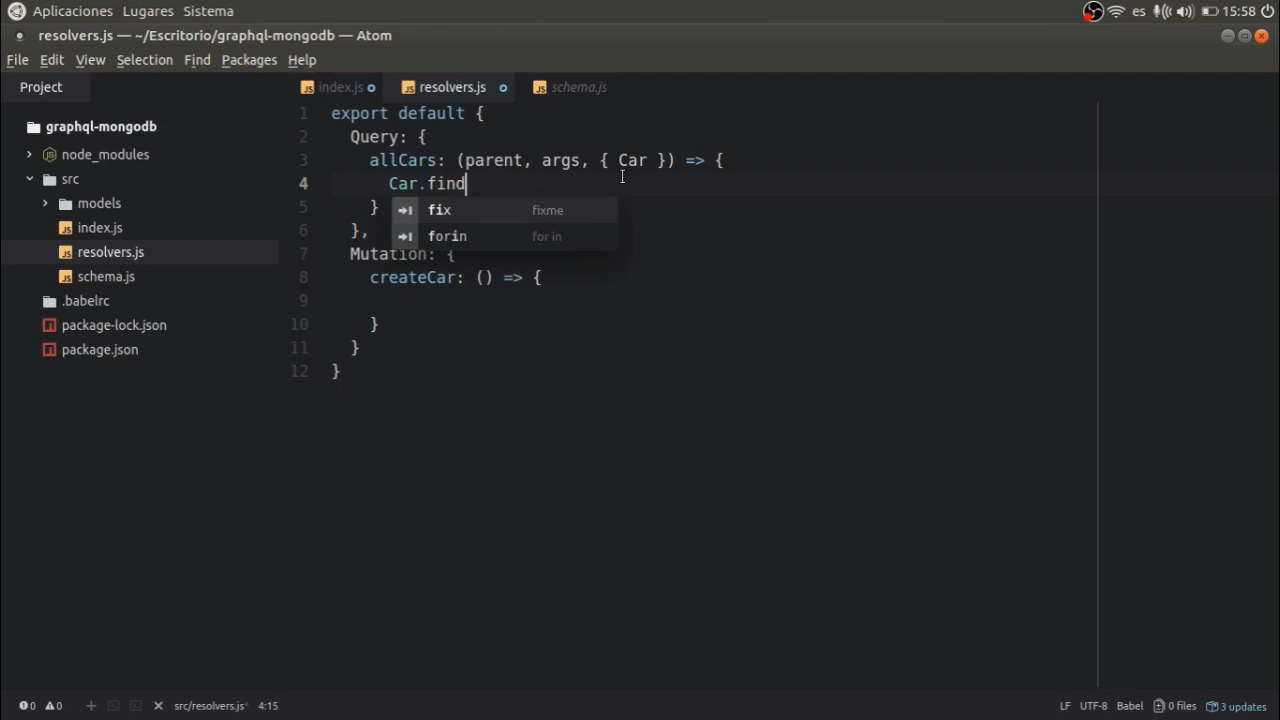 Aplicaciones Lugares Sistema es 15:58
resolvers.js — ~/Escritorio/graphql-mongodb — Atom
File Edit View Selection Find Packages Help
Project
index.js resolvers.js schema.js
graphql-mongodb
node_modules
src
models
index.js
resolvers.js
schema.js
.babelrc
package-lock.json
package.json
1 export default {
2 Query: {
3 allCars: (parent, args, { Car }) => {
4 Car.find
5 }
6 },
7 Mutation: {
8 createCar: () => {
9
10 }
11 }
12 }
fix fixme
forin for in
0 0 src/resolvers.js* 4:15 LF UTF-8 Babel 0 files 3 updates